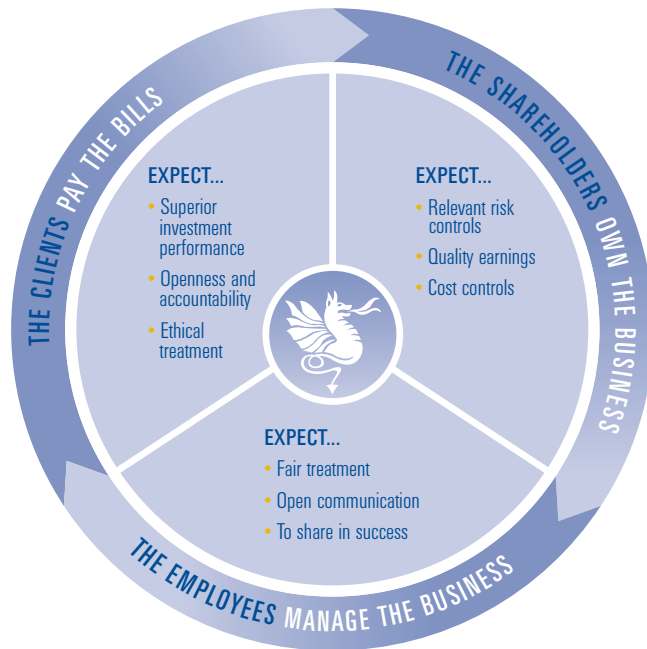 THE CLIENTS PAY THE BILLS
EXPECT...
• Superior
investment
performance
• Openness and
accountability
• Ethical
treatment
THE SHAREHOLDERS OWN THE BUSINESS
EXPECT...
• Relevant risk
controls
• Quality earnings
• Cost controls
EXPECT...
• Fair treatment
• Open communication
• To share in success
THE EMPLOYEES MANAGE THE BUSINESS